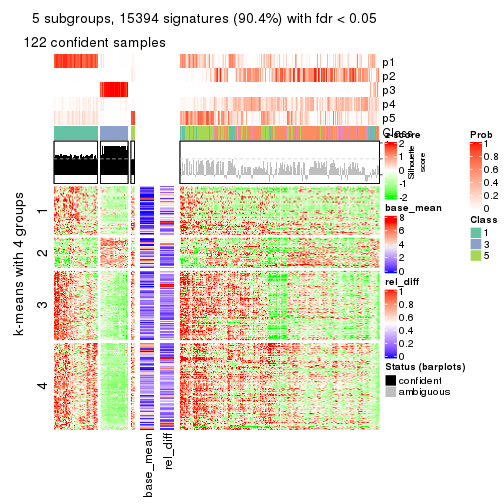 5 subgroups, 15394 signatures (90.4%) with fdr < 0.05
122 confident samples
p1
p2
p3
p4
p5
Class
z-score
2
1
0
-1
-2
Silhouette
score
Prob
1
0.8
0.6
0.4
0.2
0
base_mean
8
6
4
2
0
Class
1
3
5
rel_diff
1
0.8
0.6
0.4
0.2
0
Status (barplots)
confident
ambiguous
k-means with 4 groups
1
2
3
4
base_mean
rel_diff